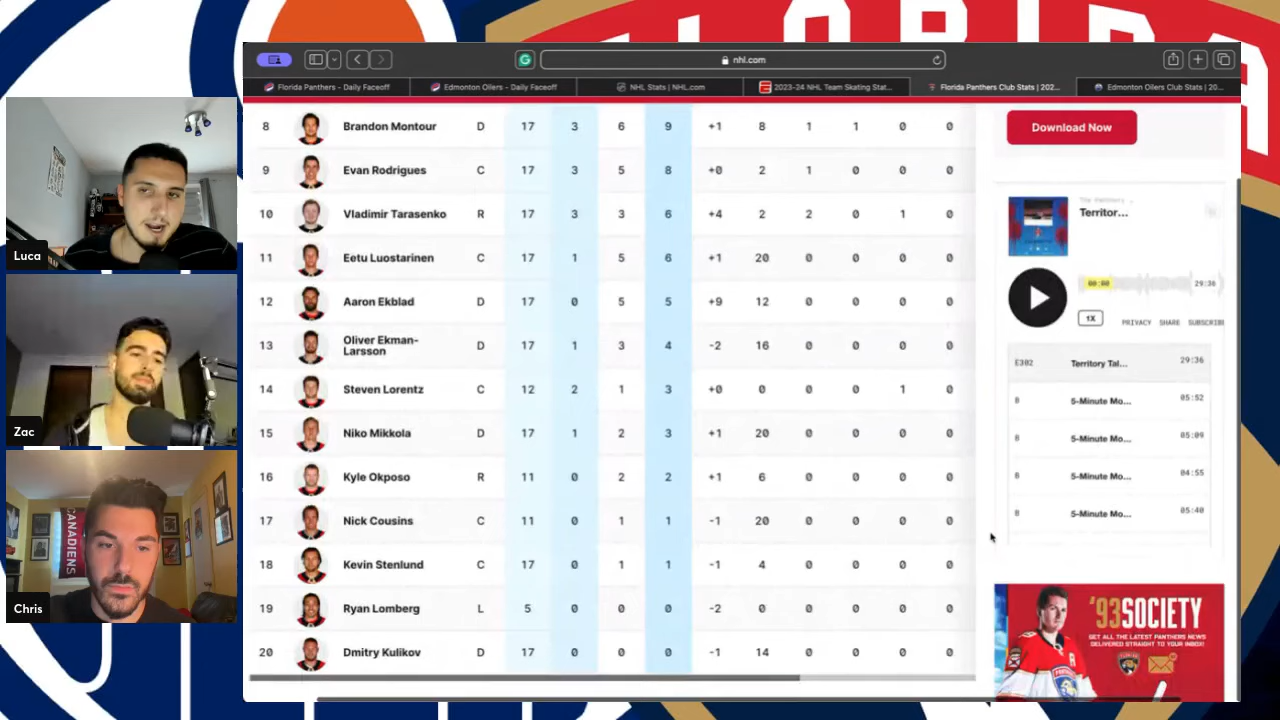 FLORIDA
nhl.com
Florida Panthers - Daily Faceoff
Edmonton Oilers - Daily Faceoff
NHL Stats | NHL.com
2023-24 NHL Team Skating Stat...
Florida Panthers Club Stats | 202...
Edmonton Oilers Club Stats | 20...
8 Brandon Montour D 17 3 6 9 +1 8 1 1 0 0
9 Evan Rodrigues C 17 3 5 8 +0 2 1 0 0 0
10 Vladimir Tarasenko R 17 3 3 6 +4 2 2 0 1 0
11 Eetu Luostarinen C 17 1 5 6 +1 20 0 0 0 0
12 Aaron Ekblad D 17 0 5 5 +9 12 0 0 0 0
13 Oliver Ekman-
Larsson D 17 1 3 4 -2 16 0 0 0 0
14 Steven Lorentz C 12 2 1 3 +0 0 0 0 1 0
15 Niko Mikkola D 17 1 2 3 +1 20 0 0 0 0
16 Kyle Okposo R 11 0 2 2 +1 6 0 0 0 0
17 Nick Cousins C 11 0 1 1 -1 20 0 0 0 0
18 Kevin Stenlund C 17 0 1 1 -1 4 0 0 0 0
19 Ryan Lomberg L 5 0 0 0 -2 0 0 0 0 0
20 Dmitry Kulikov D 17 0 0 0 -1 14 0 0 0 0
Download Now
Territor...
00:00 29:36
1X PRIVACY SHARE SUBSCRIBE
E302 Territory Tal... 29:36
B 5-Minute Mo... 05:52
B 5-Minute Mo... 05:09
B 5-Minute Mo... 04:55
B 5-Minute Mo... 05:40
'93SOCIETY
GET ALL THE LATEST PANTHERS NEWS
DELIVERED STRAIGHT TO YOUR INBOX!
Luca
Zac
CANADIENS
Chris